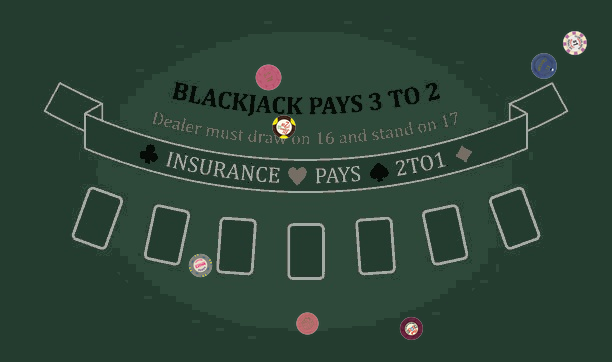 BLACKJACK PAYS 3 TO 2
Dealer must draw on 16 and stand on 17
INSURANCE PAYS 2TO1